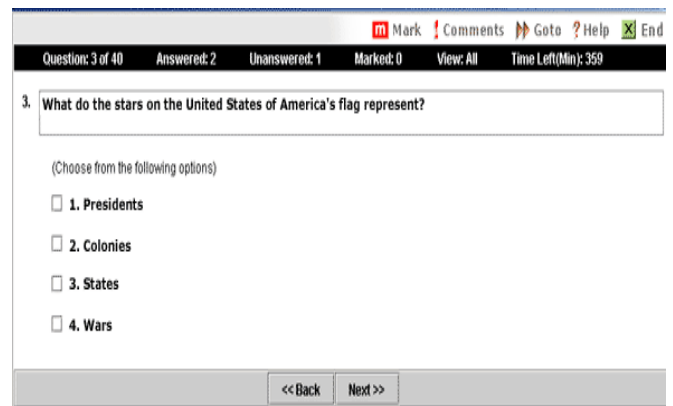 m Mark ! Comments Goto ? Help X End
Question: 3 of 40 Answered: 2 Unanswered: 1 Marked: 0 View: All Time Left(Min): 359
3. What do the stars on the United States of America's flag represent?
(Choose from the following options)
1. Presidents
2. Colonies
3. States
4. Wars
<< Back Next >>